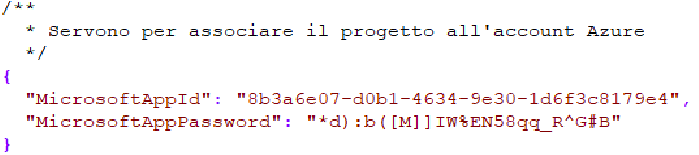 /**
* Servono per associare il progetto all'account Azure
*/
{
"MicrosoftAppId": "8b3a6e07-d0b1-4634-9e30-1d6f3c8179e4",
"MicrosoftAppPassword": "*d):b([M]]IW%EN58qq_R^G#B"
}